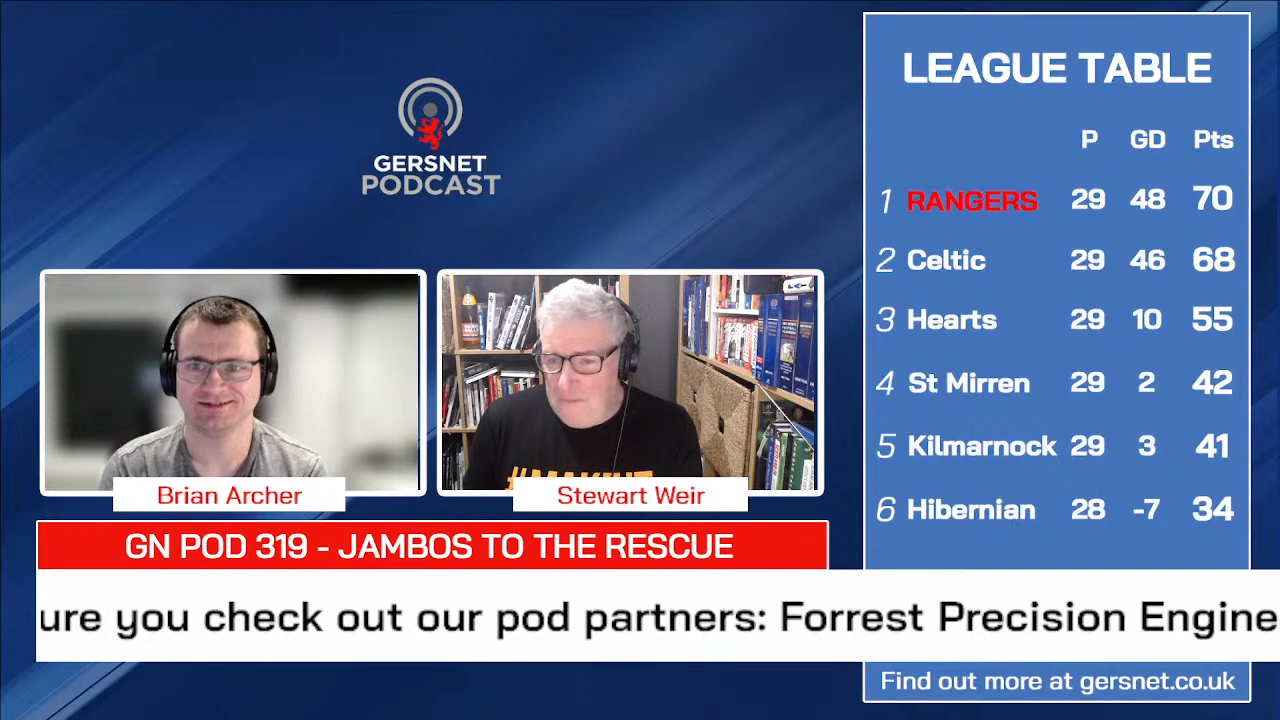 GERSNET
PODCAST
Brian Archer
Stewart Weir
GN POD 319 - JAMBOS TO THE RESCUE
ure you check out our pod partners: Forrest Precision Engine
LEAGUE TABLE
P GD Pts
1 RANGERS 29 48 70
2 Celtic 29 46 68
3 Hearts 29 10 55
4 St Mirren 29 2 42
5 Kilmarnock 29 3 41
6 Hibernian 28 -7 34
Find out more at gersnet.co.uk